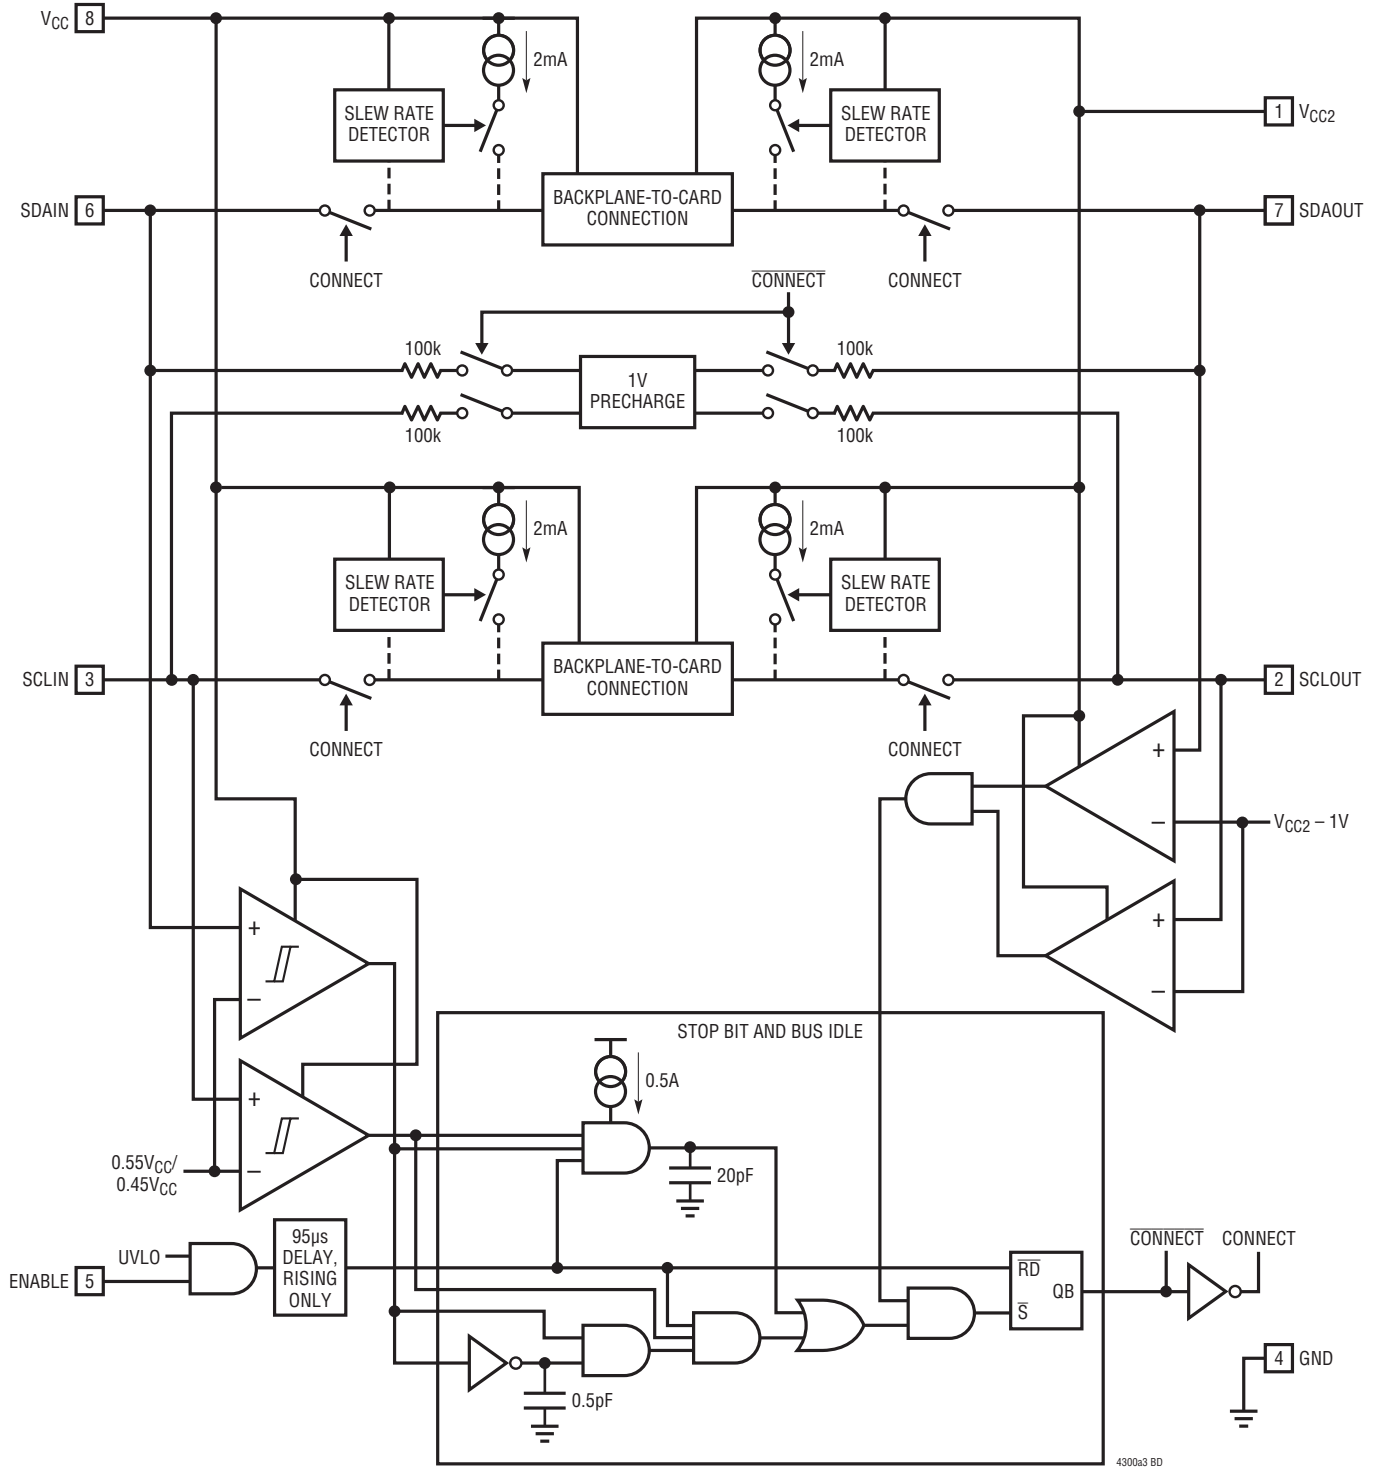 VCC 8
2mA
2mA
SLEW RATE
DETECTOR
SLEW RATE
DETECTOR
1 VCC2
SDAIN 6
BACKPLANE-TO-CARD
CONNECTION
7 SDAOUT
CONNECT
CONNECT
CONNECT
100k
100k
1V
PRECHARGE
100k
100k
2mA
2mA
SLEW RATE
DETECTOR
SLEW RATE
DETECTOR
SCLIN 3
BACKPLANE-TO-CARD
CONNECTION
2 SCLOUT
CONNECT
CONNECT
+
–
VCC2 – 1V
+
–
+
–
+
–
0.55VCC/
0.45VCC
STOP BIT AND BUS IDLE
0.5A
20pF
UVLO
ENABLE 5
95µs
DELAY,
RISING
ONLY
RD
QB
S
CONNECT
CONNECT
0.5pF
4 GND
4300a3 BD